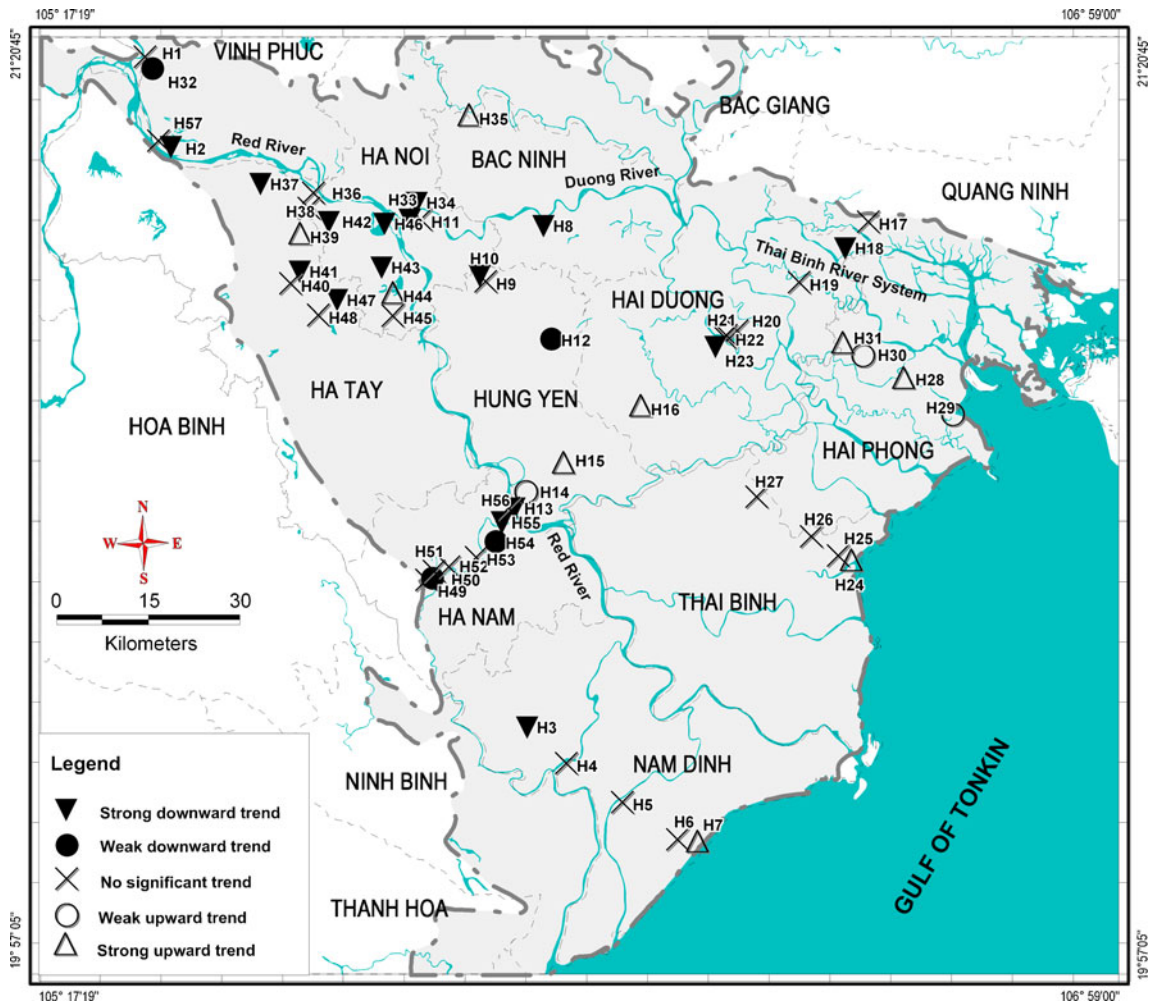 105° 17'19"
106° 59'00"
21° 20'45"
21° 20'45"
H1
VINH PHUC
H32
BAC GIANG
H35
H57
H2
Red River
HA NOI
BAC NINH
Duong River
QUANG NINH
H37
H36
H33
H34
H38
H42
H46
H11
H8
H17
H39
H18
Thai Binh River System
H10
H41
H43
H9
H40
H44
HAI DUONG
H19
H47
H48
H45
H21
H20
H12
H22
H31
H23
H30
HA TAY
HUNG YEN
H28
H16
H29
HOA BINH
HAI PHONG
H15
H14
H27
H56
H13
H55
N
H26
W
E
H54
Red River
H25
S
H51
H53
H52
H24
H50
H49
0
15
30
THAI BINH
HA NAM
Kilometers
H3
Legend
H4
NAM DINH
NINH BINH
Strong downward trend
H5
H6
H7
Weak downward trend
GULF OF TONKIN
No significant trend
THANH HOA
Weak upward trend
Strong upward trend
19° 57'05"
19° 57'05"
105° 17'19"
106° 59'00"